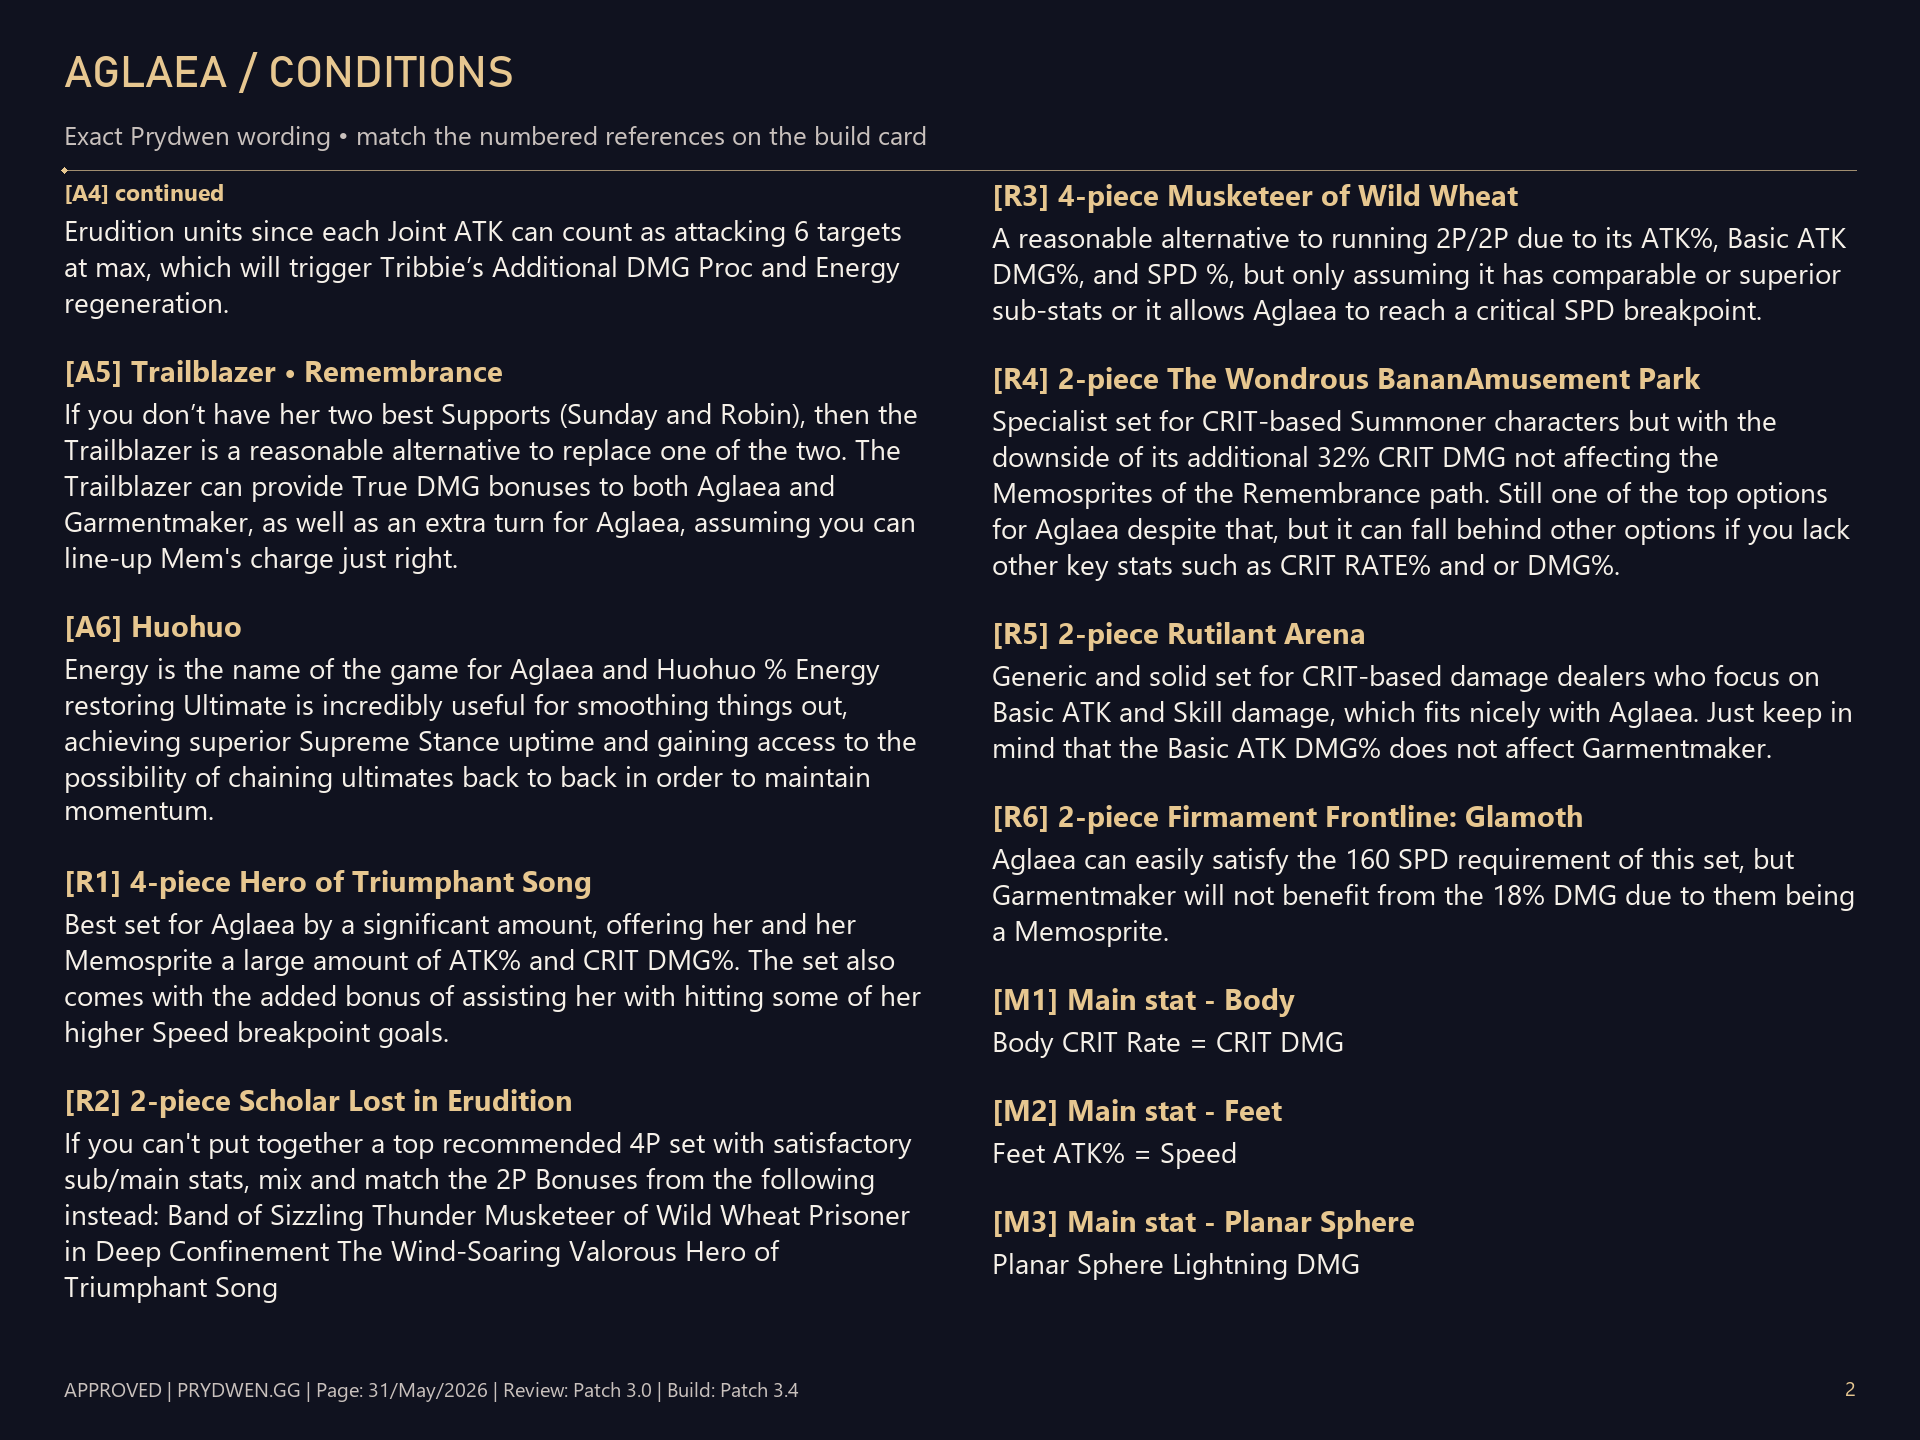 AGLAEA / CONDITIONS
Exact Prydwen wording • match the numbered references on the build card
[A4] continued
Erudition units since each Joint ATK can count as attacking 6 targets
at max, which will trigger Tribbie‘s Additional DMG Proc and Energy
regeneration.
[A5] Trailblazer • Remembrance
If you don’t have her two best Supports (Sunday and Robin), then the
Trailblazer is a reasonable alternative to replace one of the two. The
Trailblazer can provide True DMG bonuses to both Aglaea and
Garmentmaker, as well as an extra turn for Aglaea, assuming you can
line-up Mem's charge just right.
[A6] Huohuo
Energy is the name of the game for Aglaea and Huohuo % Energy
restoring Ultimate is incredibly useful for smoothing things out,
achieving superior Supreme Stance uptime and gaining access to the
possibility of chaining ultimates back to back in order to maintain
momentum.
[R1] 4-piece Hero of Triumphant Song
Best set for Aglaea by a significant amount, offering her and her
Memosprite a large amount of ATK% and CRIT DMG%. The set also
comes with the added bonus of assisting her with hitting some of her
higher Speed breakpoint goals.
[R2] 2-piece Scholar Lost in Erudition
If you can't put together a top recommended 4P set with satisfactory
sub/main stats, mix and match the 2P Bonuses from the following
instead: Band of Sizzling Thunder Musketeer of Wild Wheat Prisoner
in Deep Confinement The Wind-Soaring Valorous Hero of
Triumphant Song
[R3] 4-piece Musketeer of Wild Wheat
A reasonable alternative to running 2P/2P due to its ATK%, Basic ATK
DMG%, and SPD %, but only assuming it has comparable or superior
sub-stats or it allows Aglaea to reach a critical SPD breakpoint.
[R4] 2-piece The Wondrous BananAmusement Park
Specialist set for CRIT-based Summoner characters but with the
downside of its additional 32% CRIT DMG not affecting the
Memosprites of the Remembrance path. Still one of the top options
for Aglaea despite that, but it can fall behind other options if you lack
other key stats such as CRIT RATE% and or DMG%.
[R5] 2-piece Rutilant Arena
Generic and solid set for CRIT-based damage dealers who focus on
Basic ATK and Skill damage, which fits nicely with Aglaea. Just keep in
mind that the Basic ATK DMG% does not affect Garmentmaker.
[R6] 2-piece Firmament Frontline: Glamoth
Aglaea can easily satisfy the 160 SPD requirement of this set, but
Garmentmaker will not benefit from the 18% DMG due to them being
a Memosprite.
[M1] Main stat - Body
Body CRIT Rate = CRIT DMG
[M2] Main stat - Feet
Feet ATK% = Speed
[M3] Main stat - Planar Sphere
Planar Sphere Lightning DMG
APPROVED | PRYDWEN.GG | Page: 31/May/2026 | Review: Patch 3.0 | Build: Patch 3.4
2